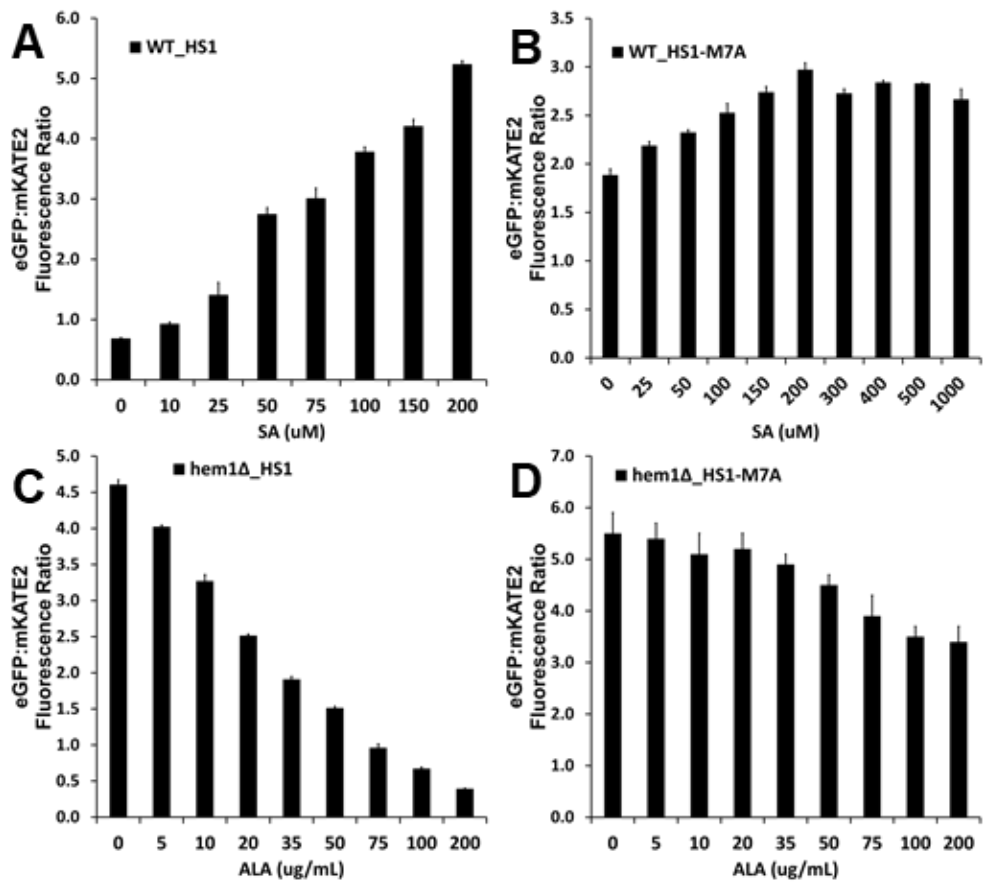 A
WT_HS1
eGFP:mKATE2
Fluorescence Ratio
6.0
5.0
4.0
3.0
2.0
1.0
0.0
0 10 25 50 75 100 150 200
SA (uM)
B
WT_HS1-M7A
eGFP:mKATE2
Fluorescence Ratio
3.5
3.0
2.5
2.0
1.5
1.0
0.5
0.0
0 25 50 100 150 200 300 400 500 1000
SA (uM)
C
hem1Δ_HS1
eGFP:mKATE2
Fluorescence Ratio
5.0
4.5
4.0
3.5
3.0
2.5
2.0
1.5
1.0
0.5
0.0
0 5 10 20 35 50 75 100 200
ALA (ug/mL)
D
hem1Δ_HS1-M7A
eGFP:mKATE2
Fluorescence Ratio
7.0
6.0
5.0
4.0
3.0
2.0
1.0
0.0
0 5 10 20 35 50 75 100 200
ALA (ug/mL)